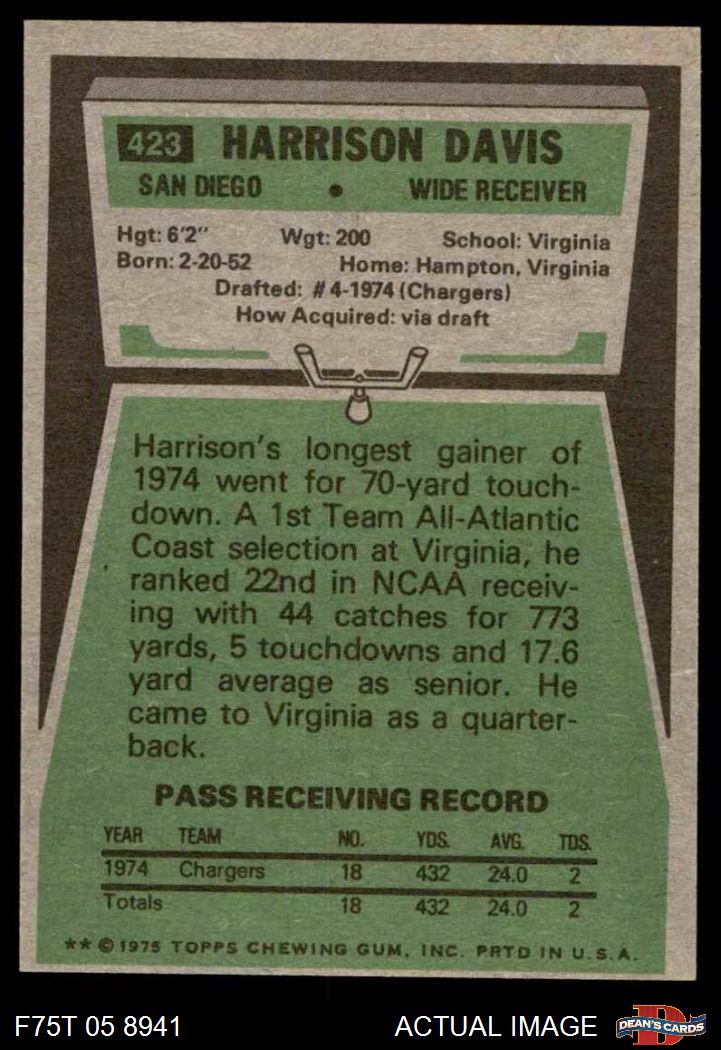 423 HARRISON DAVIS
SAN DIEGO • WIDE RECEIVER
Hgt: 6'2" Wgt: 200 School: Virginia
Born: 2-20-52 Home: Hampton, Virginia
Drafted: #4-1974 (Chargers)
How Acquired: via draft
Harrison's longest gainer of
1974 went for 70-yard touch-
down. A 1st Team All-Atlantic
Coast selection at Virginia, he
ranked 22nd in NCAA receiv-
ing with 44 catches for 773
yards, 5 touchdowns and 17.6
yard average as senior. He
came to Virginia as a quarter-
back.
PASS RECEIVING RECORD
YEAR TEAM NO. YDS. AVG. TDS.
1974 Chargers 18 432 24.0 2
Totals 18 432 24.0 2
** © 1975 TOPPS CHEWING GUM, INC. PRTD IN U.S.A.
F75T 05 8941 ACTUAL IMAGE D DEAN'S CARDS